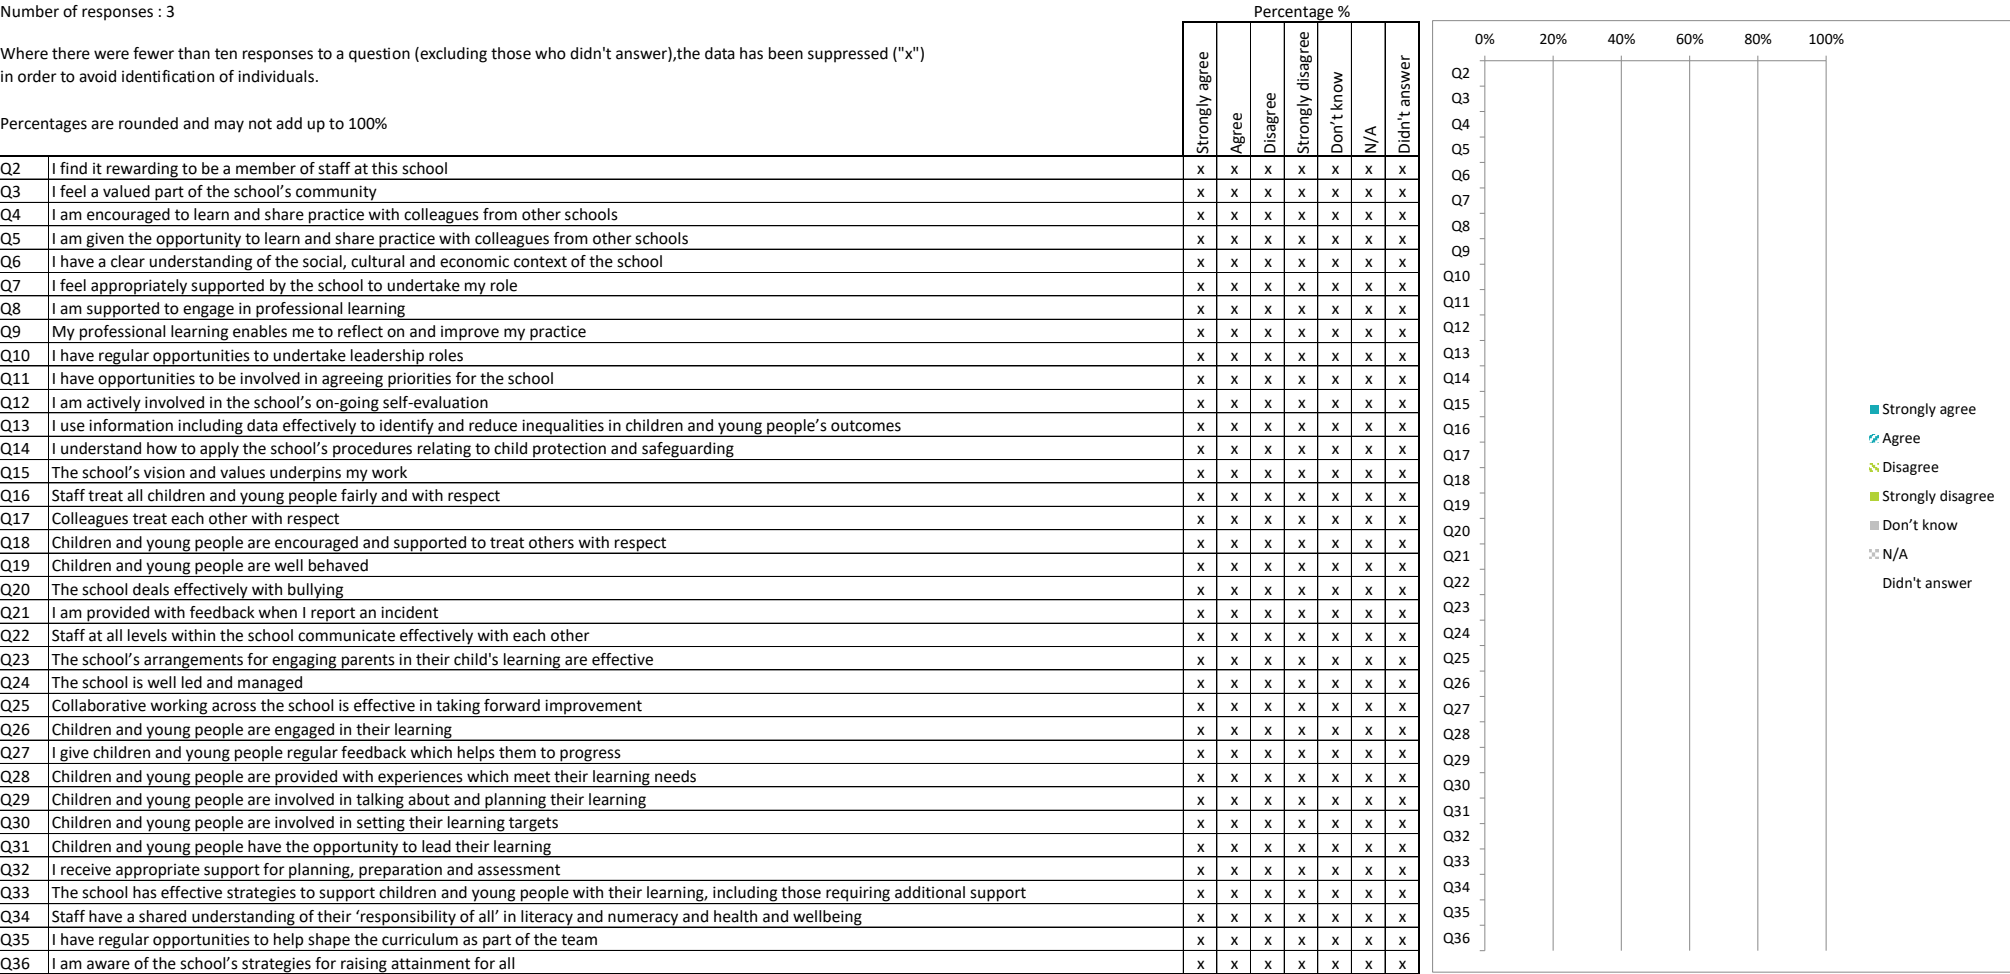 Number of responses : 3
Percentage %
Where there were fewer than ten responses to a question (excluding those who didn't answer),the data has been suppressed ("x")
in order to avoid identification of individuals.
Percentages are rounded and may not add up to 100%
Strongly agree
Agree
Disagree
Strongly disagree
Don't know
N/A
Didn't answer
Q2 I find it rewarding to be a member of staff at this school x x x x x x x
Q3 I feel a valued part of the school’s community x x x x x x x
Q4 I am encouraged to learn and share practice with colleagues from other schools x x x x x x x
Q5 I am given the opportunity to learn and share practice with colleagues from other schools x x x x x x x
Q6 I have a clear understanding of the social, cultural and economic context of the school x x x x x x x
Q7 I feel appropriately supported by the school to undertake my role x x x x x x x
Q8 I am supported to engage in professional learning x x x x x x x
Q9 My professional learning enables me to reflect on and improve my practice x x x x x x x
Q10 I have regular opportunities to undertake leadership roles x x x x x x x
Q11 I have opportunities to be involved in agreeing priorities for the school x x x x x x x
Q12 I am actively involved in the school’s on-going self-evaluation x x x x x x x
Q13 I use information including data effectively to identify and reduce inequalities in children and young people’s outcomes x x x x x x x
Q14 I understand how to apply the school’s procedures relating to child protection and safeguarding x x x x x x x
Q15 The school’s vision and values underpins my work x x x x x x x
Q16 Staff treat all children and young people fairly and with respect x x x x x x x
Q17 Colleagues treat each other with respect x x x x x x x
Q18 Children and young people are encouraged and supported to treat others with respect x x x x x x x
Q19 Children and young people are well behaved x x x x x x x
Q20 The school deals effectively with bullying x x x x x x x
Q21 I am provided with feedback when I report an incident x x x x x x x
Q22 Staff at all levels within the school communicate effectively with each other x x x x x x x
Q23 The school’s arrangements for engaging parents in their child's learning are effective x x x x x x x
Q24 The school is well led and managed x x x x x x x
Q25 Collaborative working across the school is effective in taking forward improvement x x x x x x x
Q26 Children and young people are engaged in their learning x x x x x x x
Q27 I give children and young people regular feedback which helps them to progress x x x x x x x
Q28 Children and young people are provided with experiences which meet their learning needs x x x x x x x
Q29 Children and young people are involved in talking about and planning their learning x x x x x x x
Q30 Children and young people are involved in setting their learning targets x x x x x x x
Q31 Children and young people have the opportunity to lead their learning x x x x x x x
Q32 I receive appropriate support for planning, preparation and assessment x x x x x x x
Q33 The school has effective strategies to support children and young people with their learning, including those requiring additional support x x x x x x x
Q34 Staff have a shared understanding of their ‘responsibility of all’ in literacy and numeracy and health and wellbeing x x x x x x x
Q35 I have regular opportunities to help shape the curriculum as part of the team x x x x x x x
Q36 I am aware of the school’s strategies for raising attainment for all x x x x x x x
0% 20% 40% 60% 80% 100%
Q2
Q3
Q4
Q5
Q6
Q7
Q8
Q9
Q10
Q11
Q12
Q13
Q14
Q15
Q16
Q17
Q18
Q19
Q20
Q21
Q22
Q23
Q24
Q25
Q26
Q27
Q28
Q29
Q30
Q31
Q32
Q33
Q34
Q35
Q36
Strongly agree
Agree
Disagree
Strongly disagree
Don’t know
N/A
Didn't answer